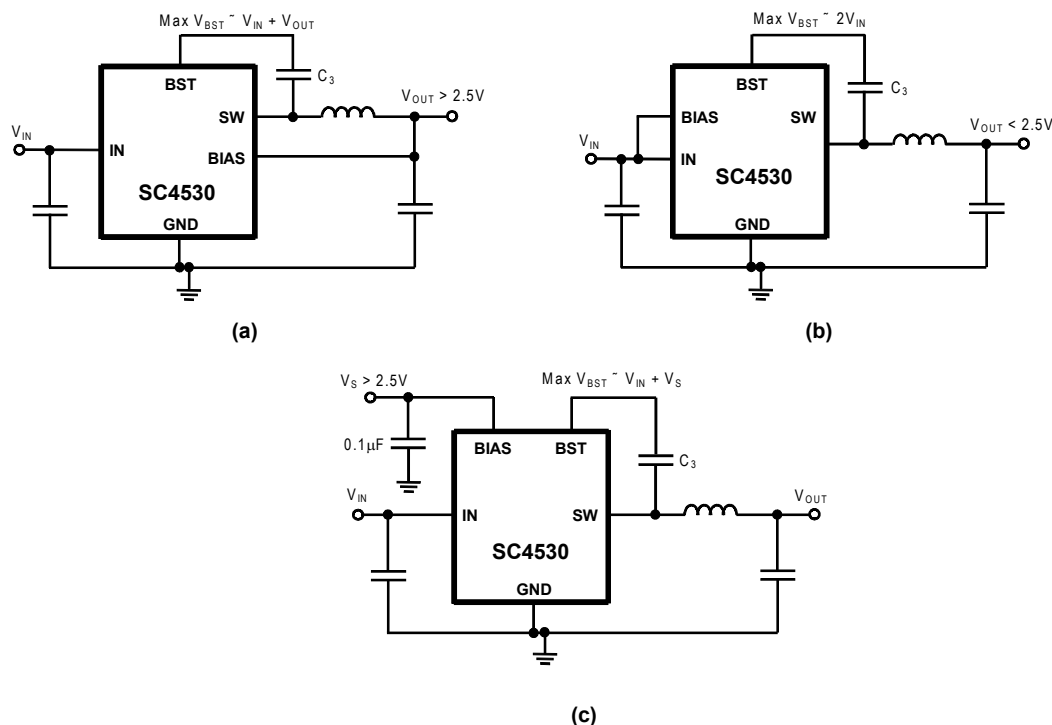 Max V_BST ~ V_IN + V_OUT
BST
C_3
V_OUT > 2.5V
SW
V_IN
IN
BIAS
SC4530
GND
(a)
Max V_BST ~ 2V_IN
BST
C_3
BIAS
SW
V_OUT < 2.5V
V_IN
IN
SC4530
GND
(b)
V_S > 2.5V
Max V_BST ~ V_IN + V_S
BIAS
BST
0.1µF
C_3
V_IN
V_OUT
IN
SW
SC4530
GND
(c)